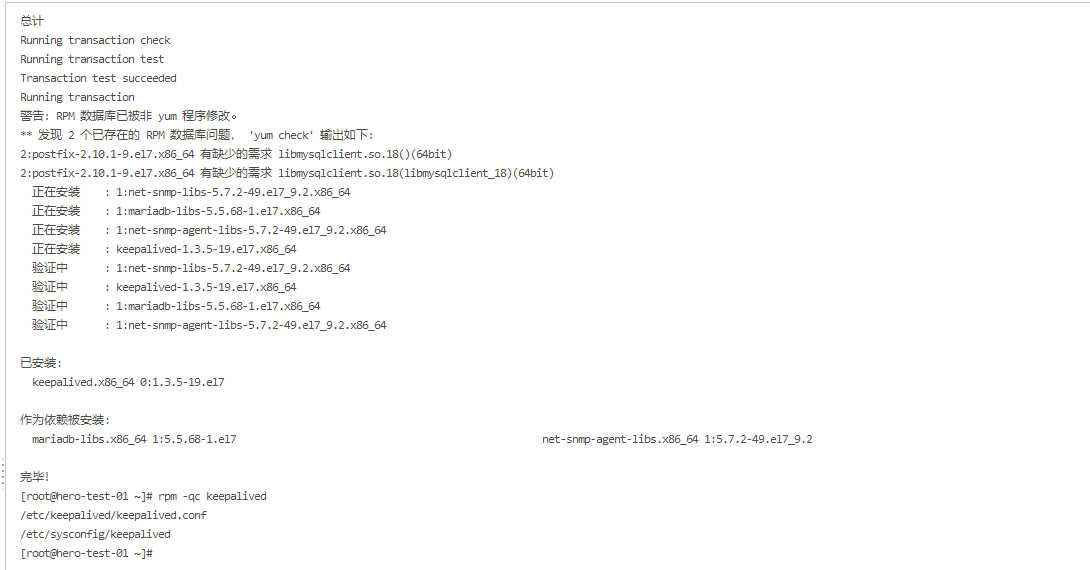 总计
Running transaction check
Running transaction test
Transaction test succeeded
Running transaction
警告: RPM 数据库已被非 yum 程序修改。
** 发现 2 个已存在的 RPM 数据库问题， 'yum check' 输出如下:
2:postfix-2.10.1-9.el7.x86_64 有缺少的需求 libmysqlclient.so.18()(64bit)
2:postfix-2.10.1-9.el7.x86_64 有缺少的需求 libmysqlclient.so.18(libmysqlclient_18)(64bit)
正在安装 : 1:net-snmp-libs-5.7.2-49.el7_9.2.x86_64
正在安装 : 1:mariadb-libs-5.5.68-1.el7.x86_64
正在安装 : 1:net-snmp-agent-libs-5.7.2-49.el7_9.2.x86_64
正在安装 : keepalived-1.3.5-19.el7.x86_64
验证中 : 1:net-snmp-libs-5.7.2-49.el7_9.2.x86_64
验证中 : keepalived-1.3.5-19.el7.x86_64
验证中 : 1:mariadb-libs-5.5.68-1.el7.x86_64
验证中 : 1:net-snmp-agent-libs-5.7.2-49.el7_9.2.x86_64
已安装:
keepalived.x86_64 0:1.3.5-19.el7
作为依赖被安装:
mariadb-libs.x86_64 1:5.5.68-1.el7 net-snmp-agent-libs.x86_64 1:5.7.2-49.el7_9.2
完毕!
[root@hero-test-01 ~]# rpm -qc keepalived
/etc/keepalived/keepalived.conf
/etc/sysconfig/keepalived
[root@hero-test-01 ~]#